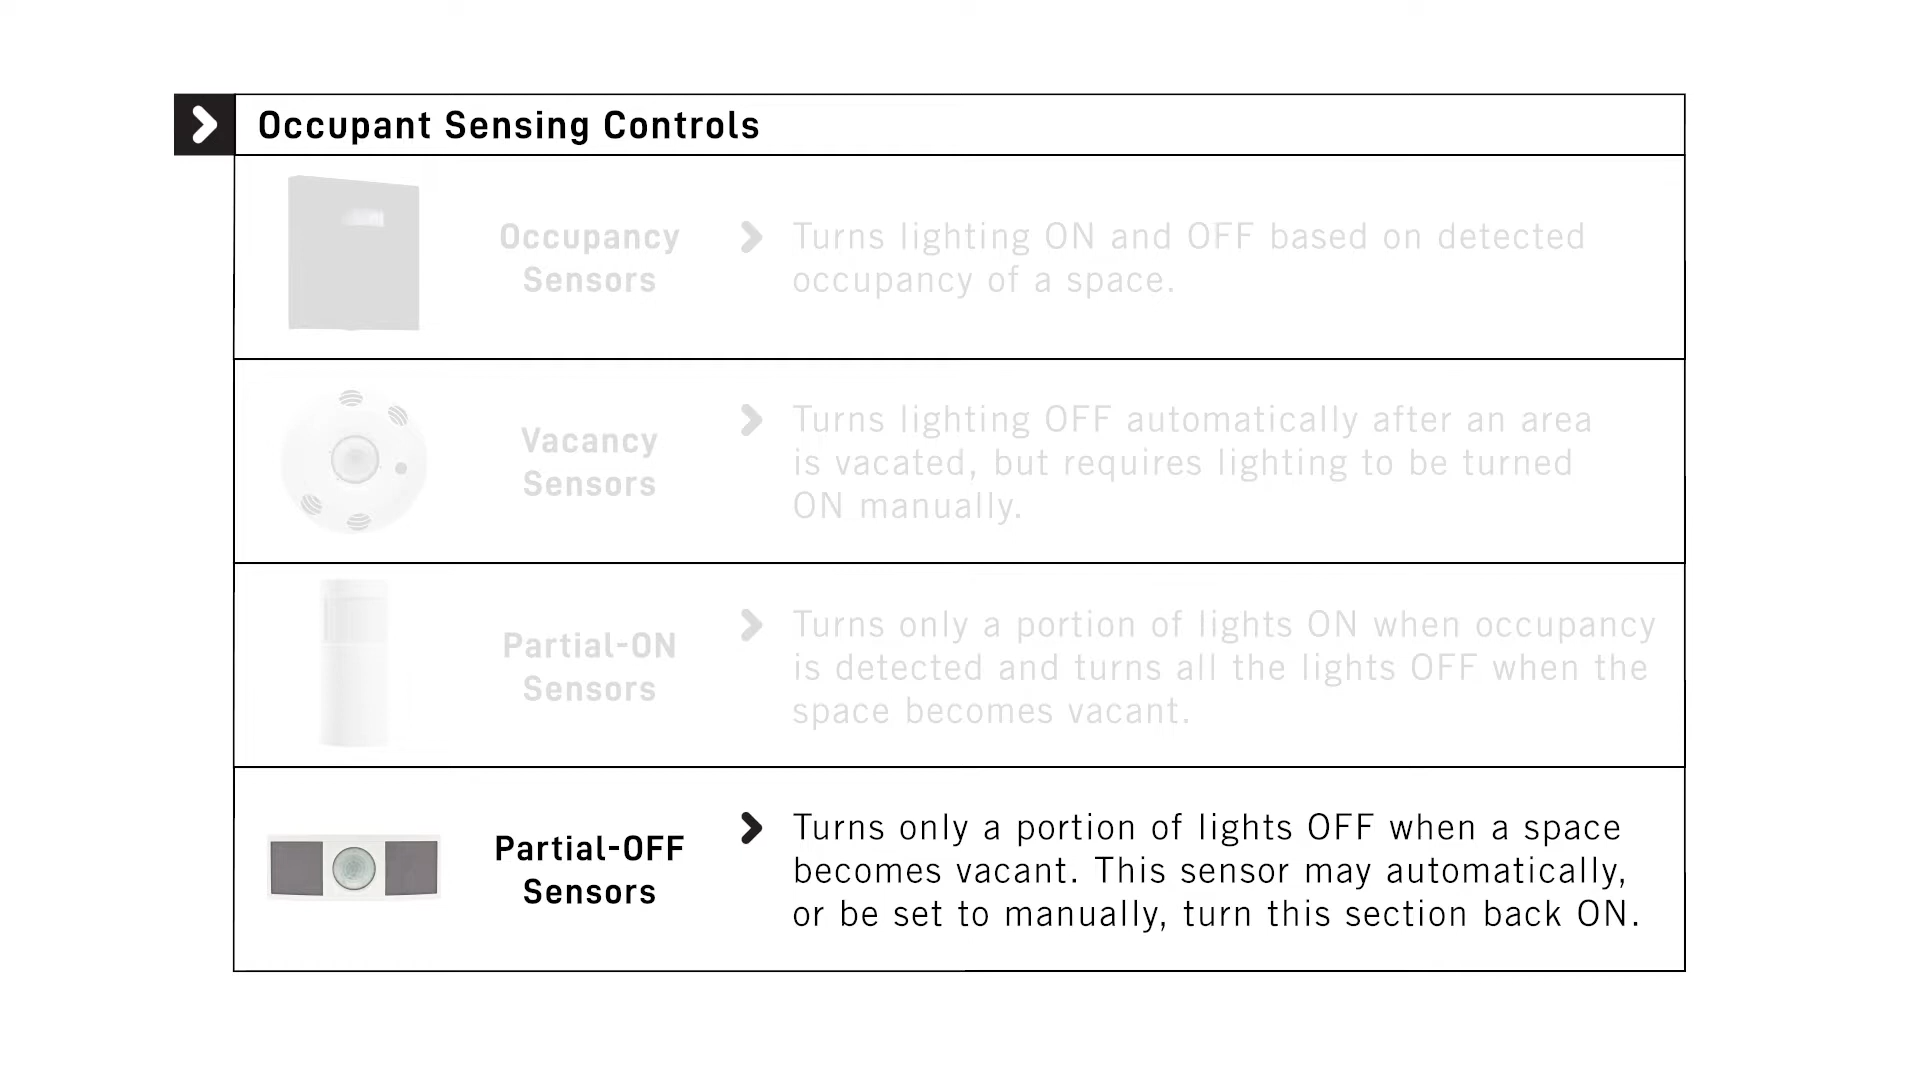 Occupant Sensing Controls
Occupancy
Sensors
Turns lighting ON and OFF based on detected
occupancy of a space.
Vacancy
Sensors
Turns lighting OFF automatically after an area
is vacated, but requires lighting to be turned
ON manually.
Partial-ON
Sensors
Turns only a portion of lights ON when occupancy
is detected and turns all the lights OFF when the
space becomes vacant.
Partial-OFF
Sensors
Turns only a portion of lights OFF when a space
becomes vacant. This sensor may automatically,
or be set to manually, turn this section back ON.